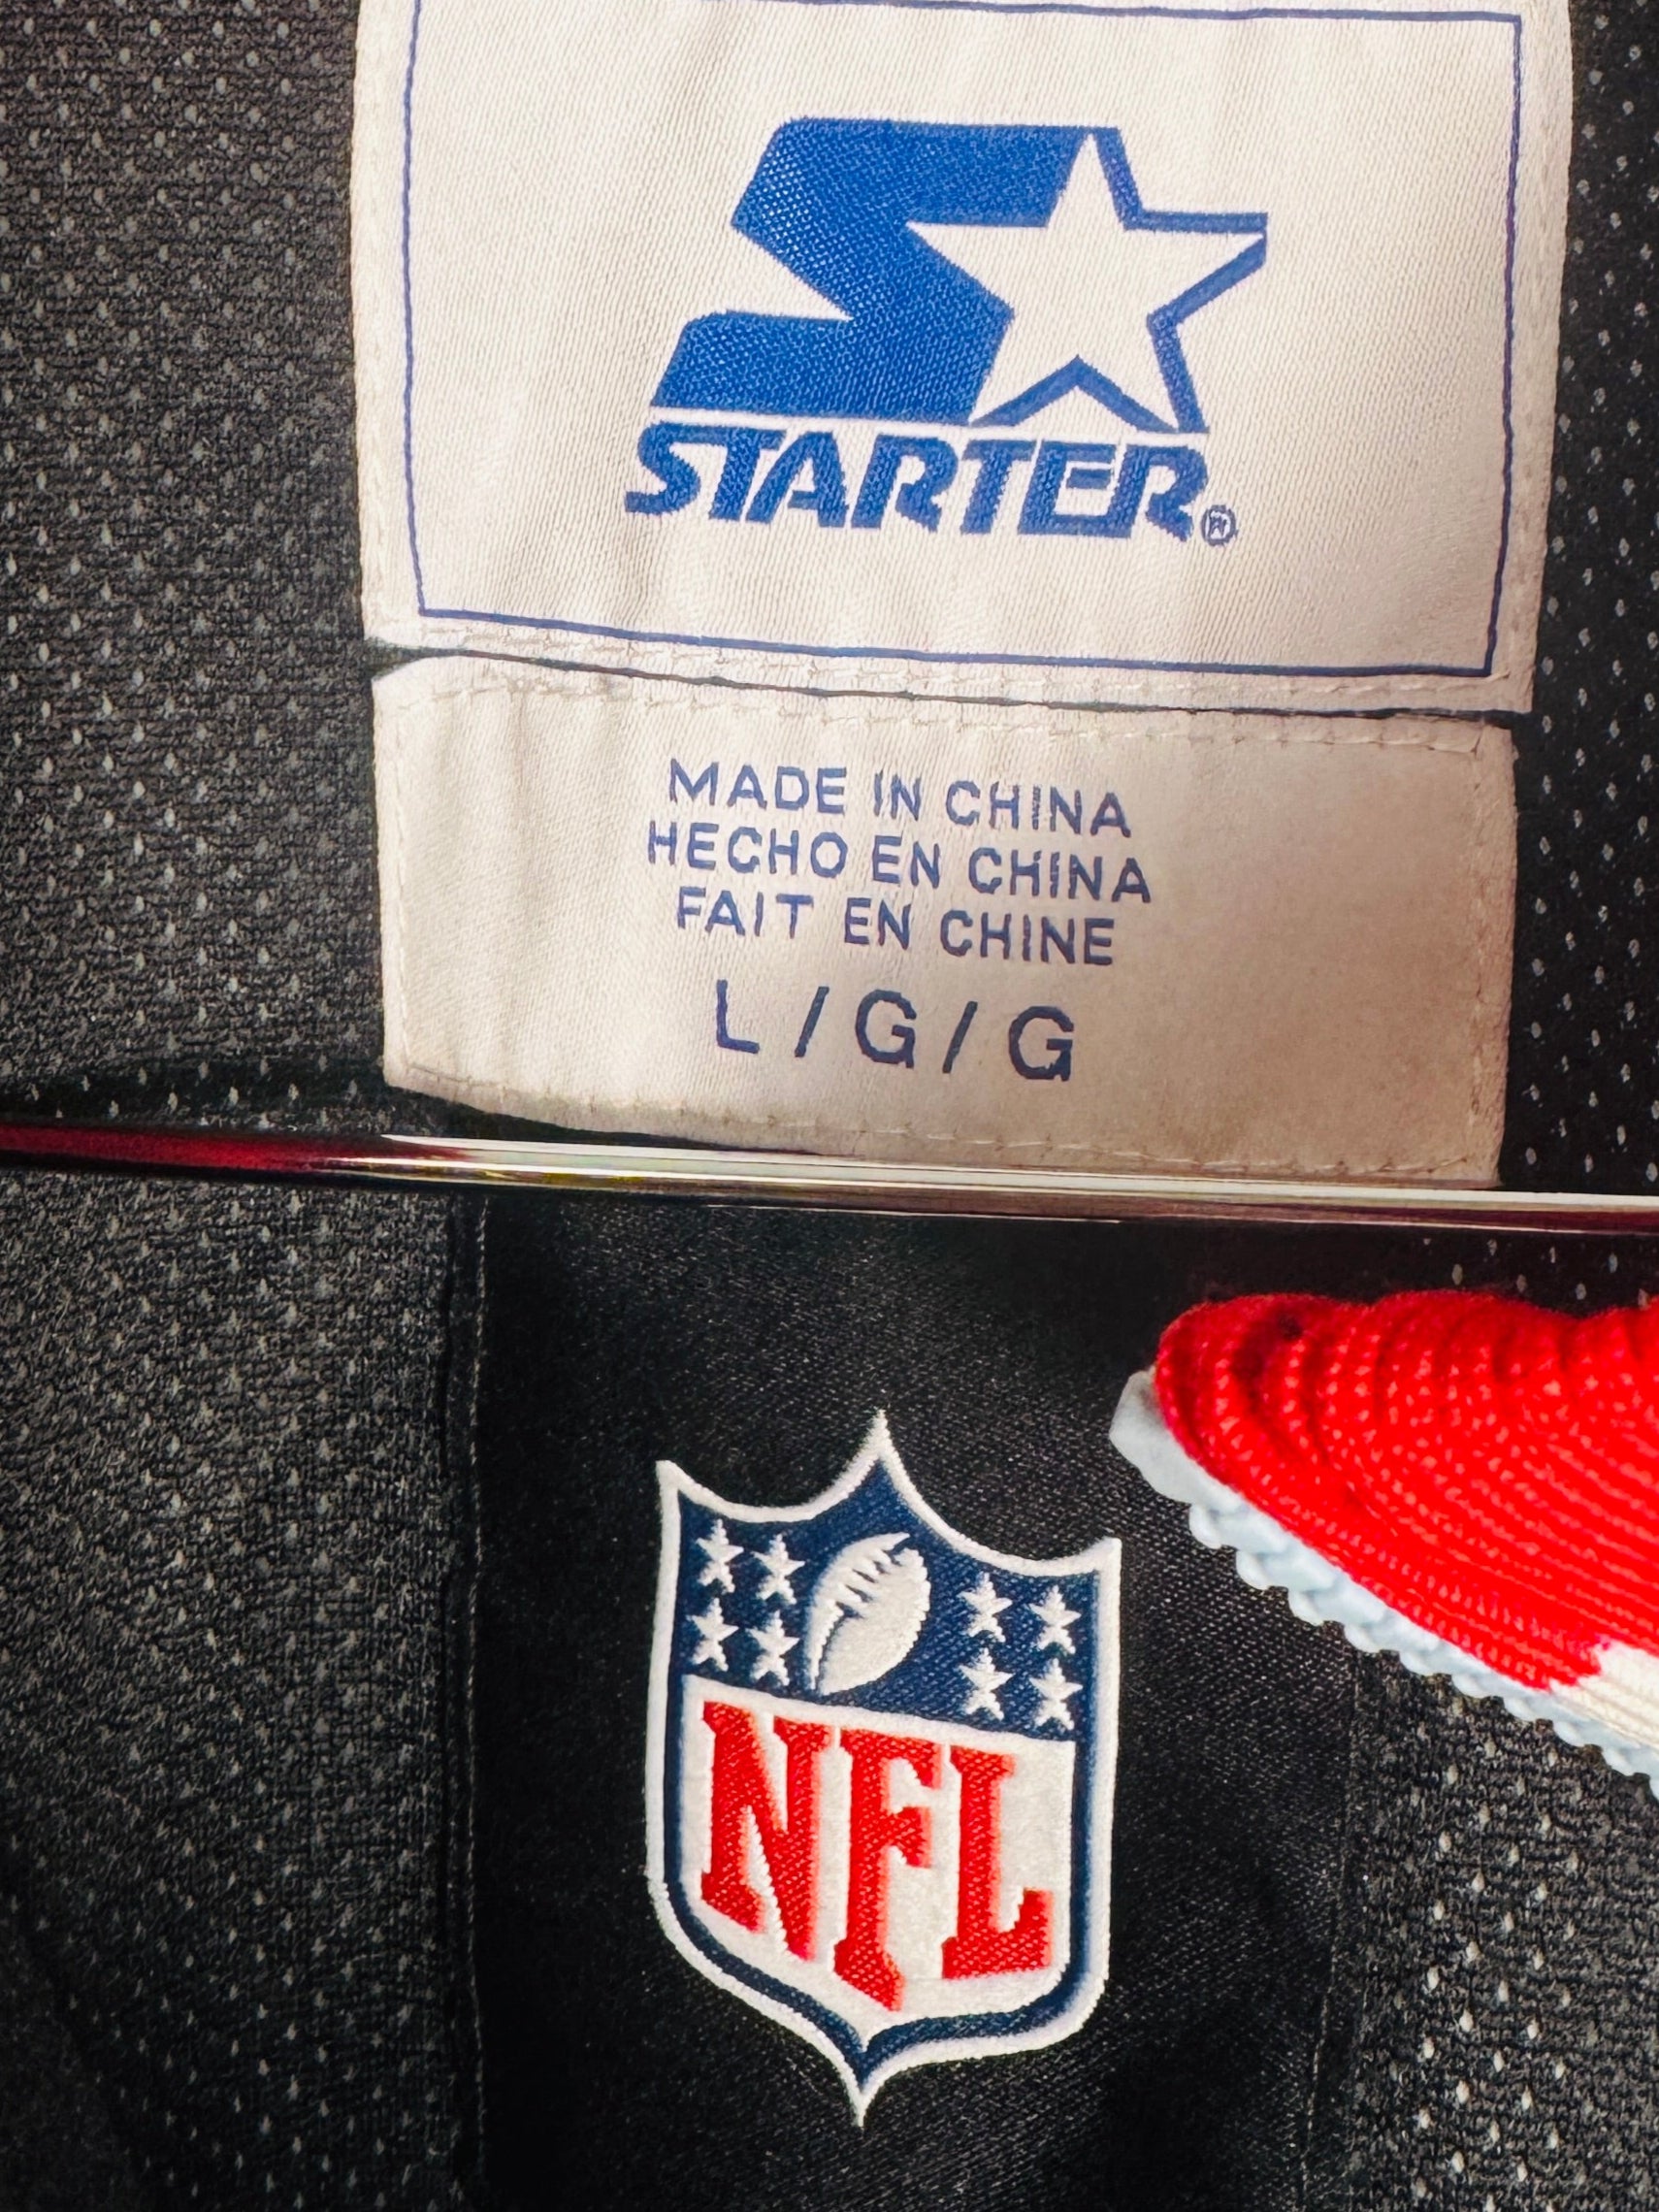 STARTER®
MADE IN CHINA
HECHO EN CHINA
FAIT EN CHINE
L / G / G
NFL